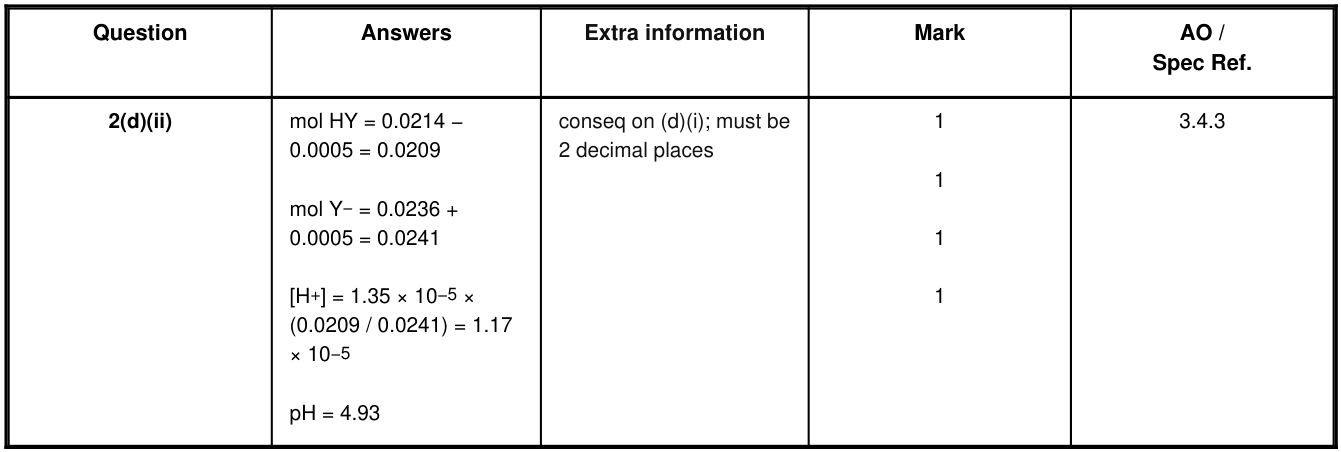 Question Answers Extra information Mark AO /
Spec Ref.
2(d)(ii) mol HY = 0.0214 – conseq on (d)(i); must be 1 3.4.3
0.0005 = 0.0209 2 decimal places
1
mol Y– = 0.0236 +
0.0005 = 0.0241 1
[H+] = 1.35 × 10–5 × 1
(0.0209 / 0.0241) = 1.17
× 10–5
pH = 4.93